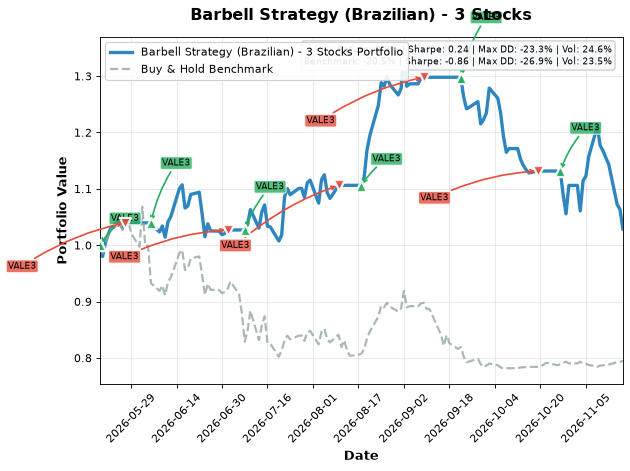 Barbell Strategy (Brazilian) - 3 Stocks
VALE3
Barbell Strategy (Brazilian) - 3 Stocks Portfolio
Sharpe: 0.24 | Max DD: -23.3% | Vol: 24.6%
Buy & Hold Benchmark
Benchmark: -20.5% | Sharpe: -0.86 | Max DD: -26.9% | Vol: 23.5%
1.3
VALE3
VALE3
1.2
VALE3
VALE3
VALE3
1.1
VALE3
VALE3
VALE3
VALE3
1.0
VALE3
VALE3
0.9
0.8
Portfolio Value
2026-05-29
2026-06-14
2026-06-30
2026-07-16
2026-08-01
2026-08-17
2026-09-02
2026-09-18
2026-10-04
2026-10-20
2026-11-05
Date